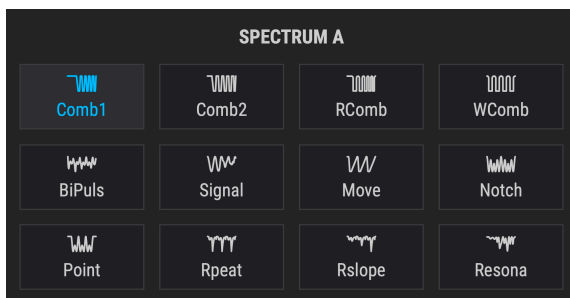 SPECTRUM A
Comb1 Comb2 RComb WComb
BiPuls Signal Move Notch
Point Rpeat Rslope Resona